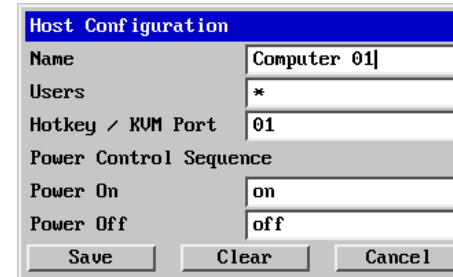 Host Configuration
Name Computer 01
Users *
Hotkey / KVM Port 01
Power Control Sequence
Power On on
Power Off off
Save Clear Cancel